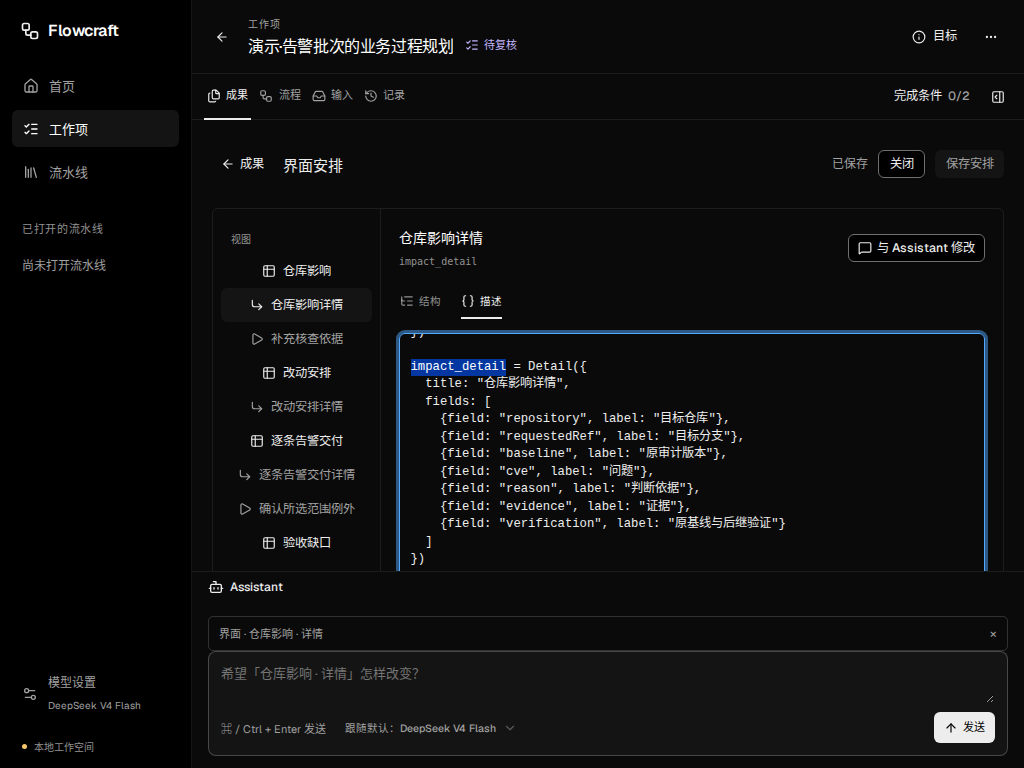 Flowcraft
首页
工作项
流水线
已打开的流水线
尚未打开流水线
模型设置
DeepSeek V4 Flash
本地工作空间
工作项
演示·告警批次的业务过程规划
待复核
目标
成果
流程
输入
记录
完成条件 0/2
成果
界面安排
已保存
关闭
保存安排
视图
仓库影响
仓库影响详情
补充核查依据
改动安排
改动安排详情
逐条告警交付
逐条告警交付详情
确认所选范围例外
验收缺口
仓库影响详情
impact_detail
与 Assistant 修改
结构
描述
})
impact_detail = Detail({
title: "仓库影响详情",
fields: [
{field: "repository", label: "目标仓库"},
{field: "requestedRef", label: "目标分支"},
{field: "baseline", label: "原审计版本"},
{field: "cve", label: "问题"},
{field: "reason", label: "判断依据"},
{field: "evidence", label: "证据"},
{field: "verification", label: "原基线与后继验证"}
]
})
Assistant
界面 · 仓库影响 · 详情
×
希望「仓库影响 · 详情」怎样改变？
⌘ / Ctrl + Enter 发送
跟随默认：DeepSeek V4 Flash
发送